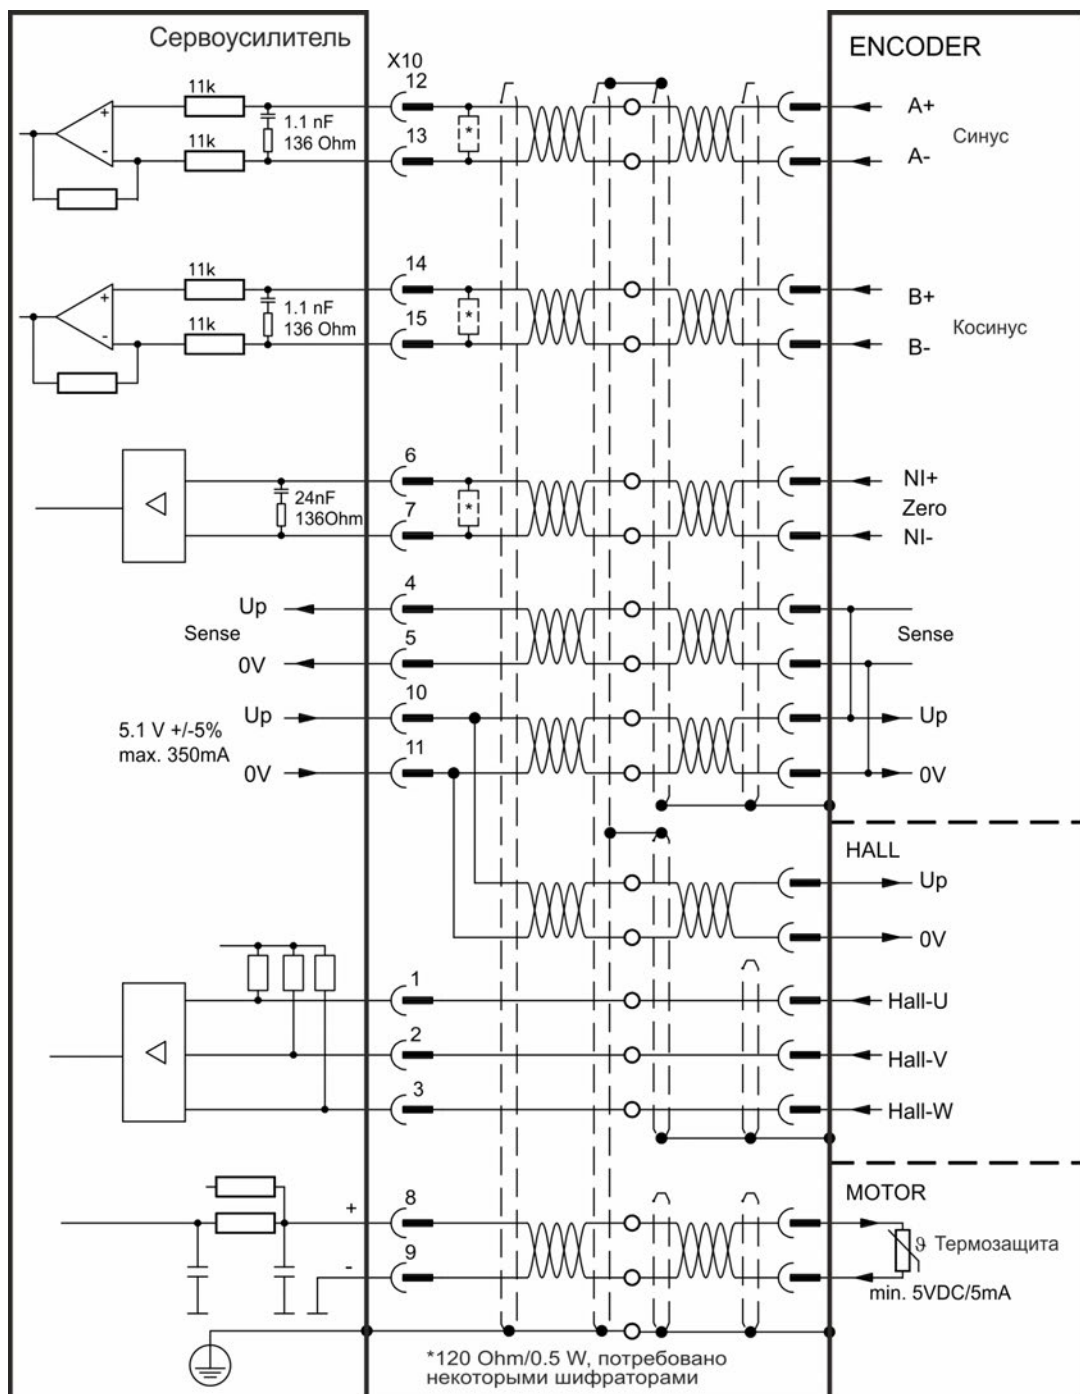 Сервоусилитель
X10
ENCODER
11k
12
A+
1.1 nF
136 Ohm
*
Синус
11k
13
A-
11k
14
B+
1.1 nF
136 Ohm
*
Косинус
11k
15
B-
6
NI+
24nF
136Ohm
*
Zero
7
NI-
Up
4
Sense
Sense
0V
5
5.1 V +/-5%
max. 350mA
Up
10
Up
0V
11
0V
HALL
Up
0V
1
Hall-U
2
Hall-V
3
Hall-W
MOTOR
+
8
ϑ Термозащита
-
9
min. 5VDC/5mA
*120 Ohm/0.5 W, потребовано
некоторыми шифраторами